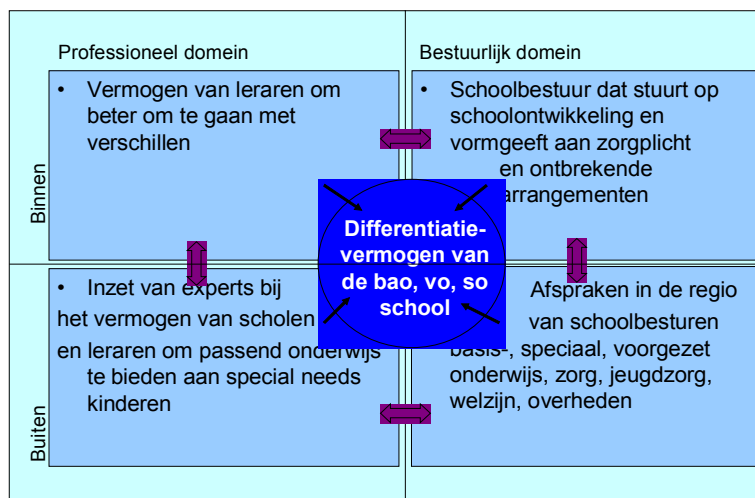 Professioneel domein
Bestuurlijk domein
Binnen
• Vermogen van leraren om
beter om te gaan met
verschillen
• Schoolbestuur dat stuurt op
schoolontwikkeling en
vormgeeft aan zorgplicht
en ontbrekende
arrangementen
Differentiatie-
vermogen van
de bao, vo, so
school
Buiten
• Inzet van experts bij
het vermogen van scholen
en leraren om passend onderwijs
te bieden aan special needs
kinderen
Afspraken in de regio
van schoolbesturen
basis-, speciaal, voorgezet
onderwijs, zorg, jeugdzorg,
welzijn, overheden